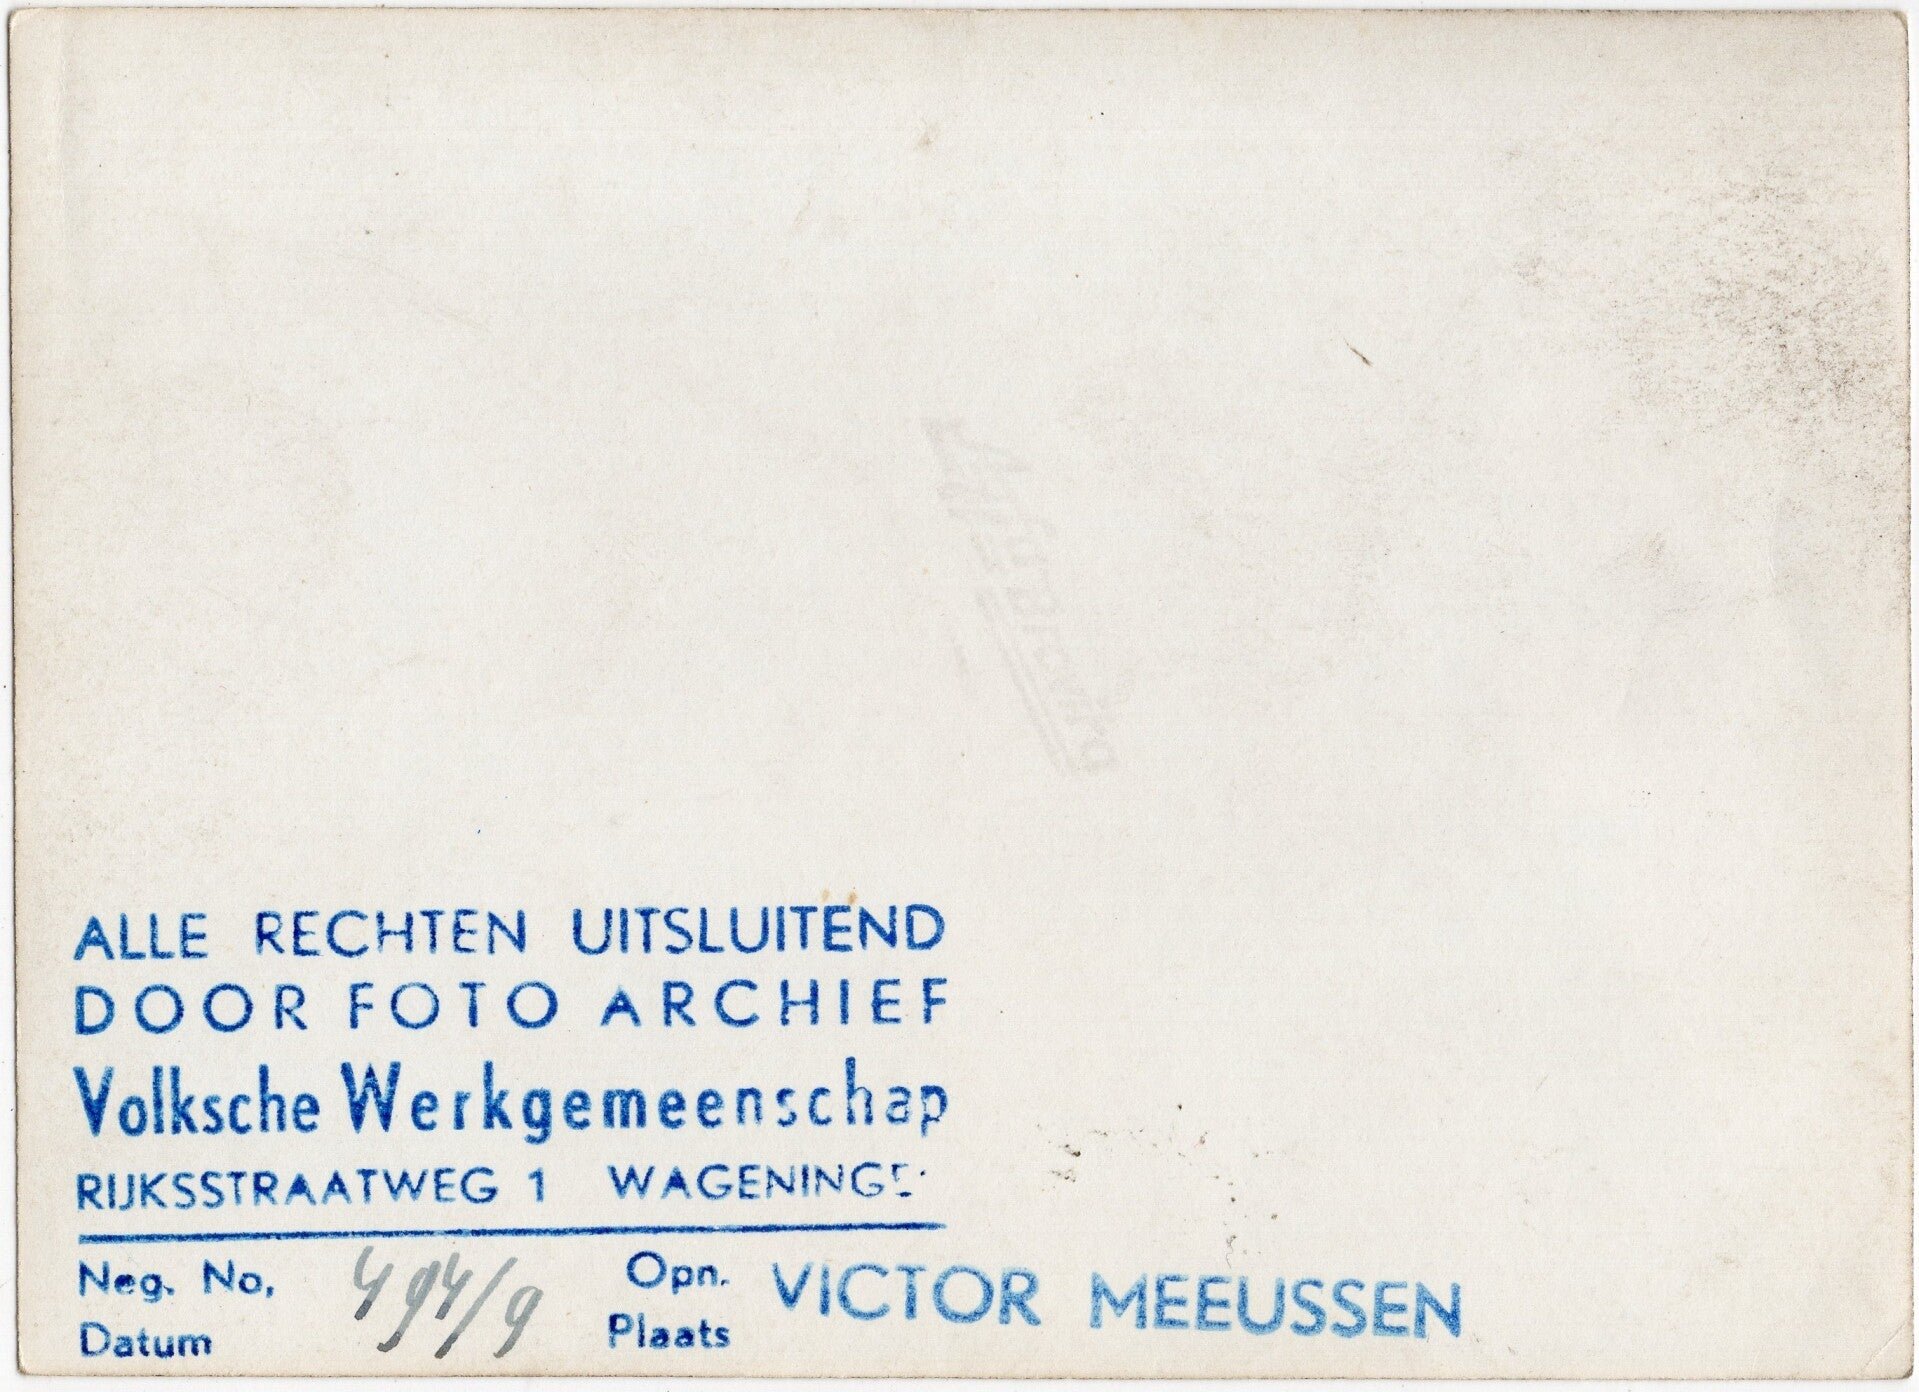 ALLE RECHTEN UITSLUITEND
DOOR FOTO ARCHIEF
Volksche Werkgemeenschap
RIJKSSTRAATWEG 1
Neg. No, 494/9 Opn. VICTOR MEEUSSEN
Datum Plaats